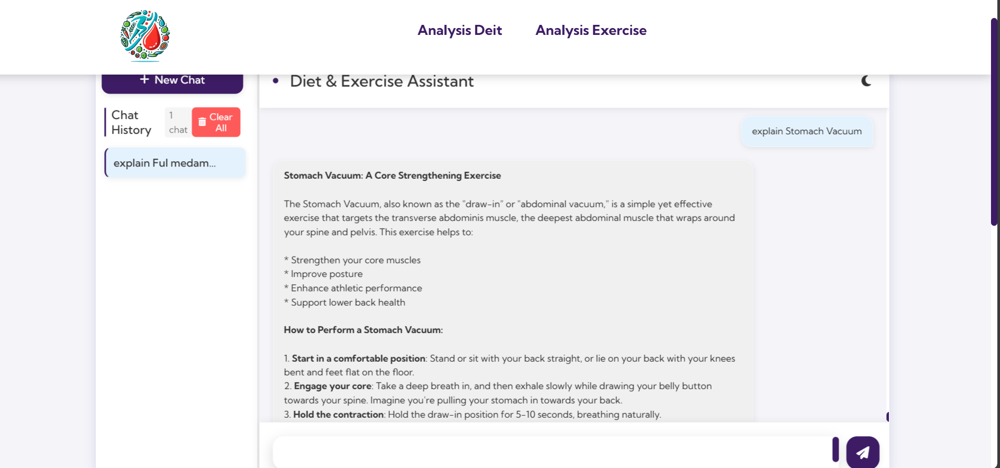 Analysis Deit
Analysis Exercise
New Chat
Chat
History
1
chat
Clear
All
explain Ful medam...
Diet & Exercise Assistant
explain Stomach Vacuum
Stomach Vacuum: A Core Strengthening Exercise
The Stomach Vacuum, also known as the "draw-in" or "abdominal vacuum," is a simple yet effective
exercise that targets the transverse abdominis muscle, the deepest abdominal muscle that wraps around
your spine and pelvis. This exercise helps to:
* Strengthen your core muscles
* Improve posture
* Enhance athletic performance
* Support lower back health
How to Perform a Stomach Vacuum:
1. Start in a comfortable position: Stand or sit with your back straight, or lie on your back with your knees
bent and feet flat on the floor.
2. Engage your core: Take a deep breath in, and then exhale slowly while drawing your belly button
towards your spine. Imagine you're pulling your stomach in towards your back.
3. Hold the contraction: Hold the draw-in position for 5-10 seconds, breathing naturally.